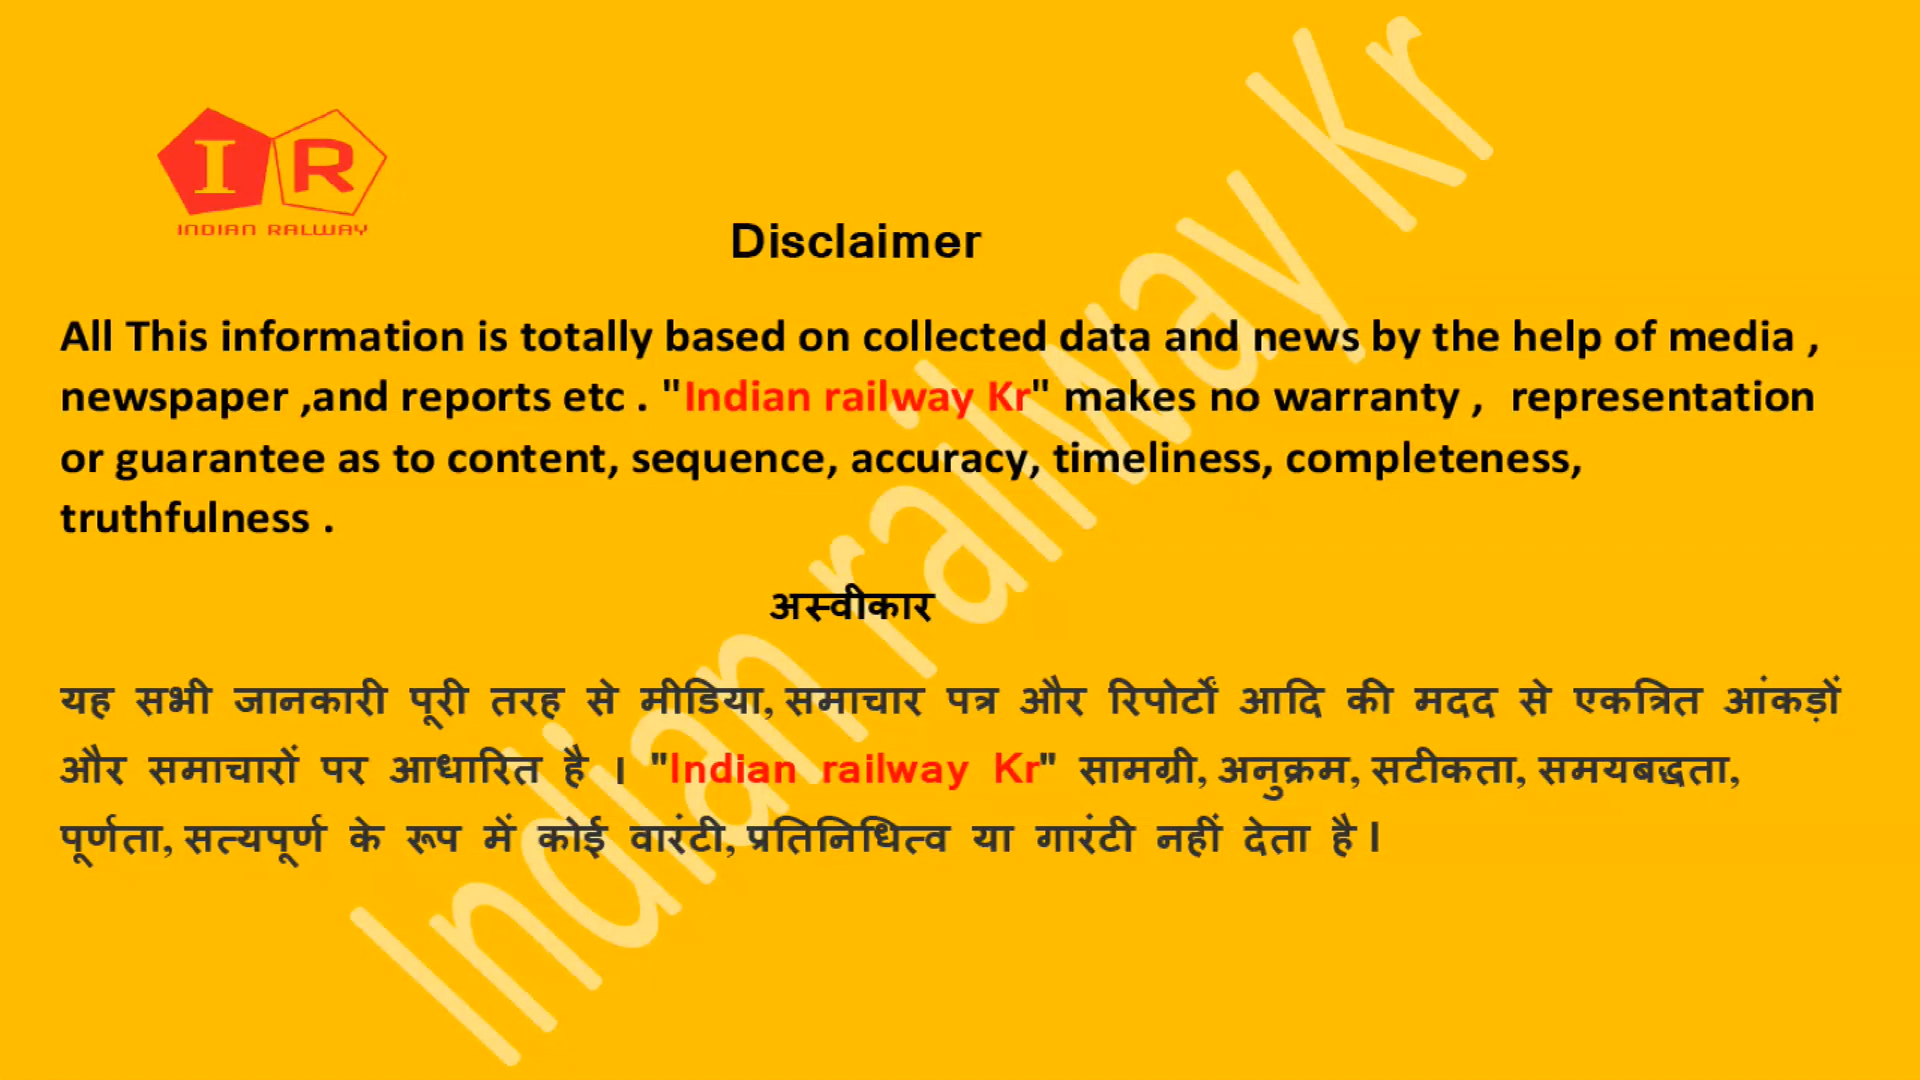 I R
INDIAN RALWAY
Disclaimer
All This information is totally based on collected data and news by the help of media ,
newspaper ,and reports etc . "Indian railway Kr" makes no warranty , representation
or guarantee as to content, sequence, accuracy, timeliness, completeness,
truthfulness .
अस्वीकार
यह सभी जानकारी पूरी तरह से मीडिया, समाचार पत्र और रिपोर्टों आदि की मदद से एकत्रित आंकड़ों
और समाचारों पर आधारित है । "Indian railway Kr" सामग्री, अनुक्रम, सटीकता, समयबद्धता,
पूर्णता, सत्यपूर्ण के रूप में कोई वारंटी, प्रतिनिधित्व या गारंटी नहीं देता है।
Indian railway Kr